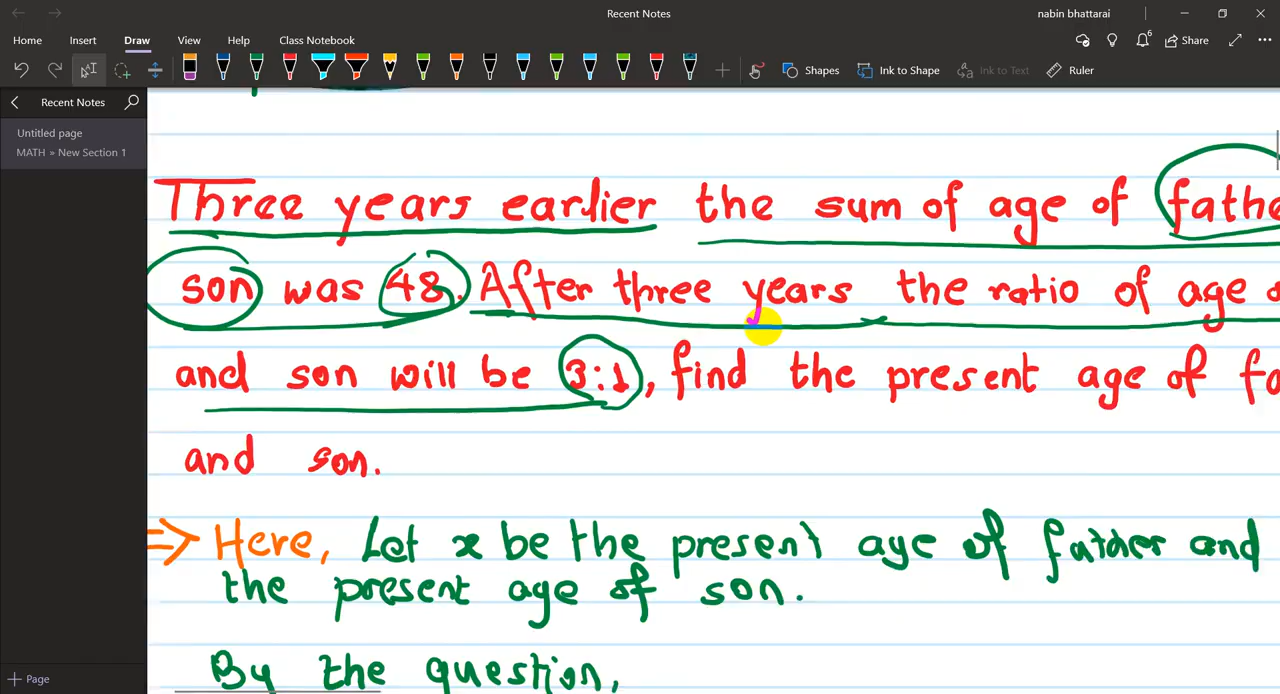 Recent Notes
nabin bhattarai
Home Insert Draw View Help Class Notebook
6
Share
Shapes
Ink to Shape
Ink to Text
Ruler
Recent Notes
Untitled page
MATH » New Section 1
Three years earlier the sum of age of fathe
son was 48. After three years the ratio of age
and son will be 3:1, find the present age of fa
and son.
⇒ Here, Let x be the present age of father and
the present age of son.
By the question,
Page